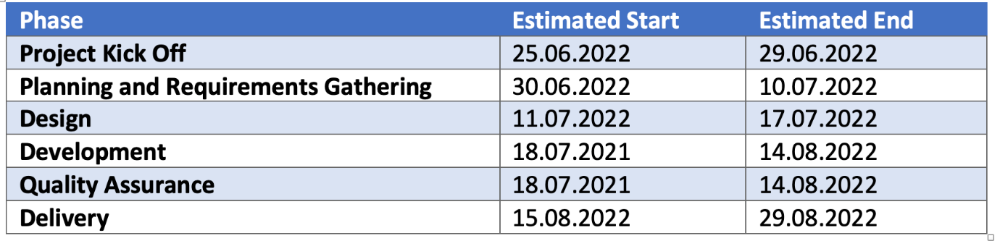 Phase Estimated Start Estimated End
Project Kick Off 25.06.2022 29.06.2022
Planning and Requirements Gathering 30.06.2022 10.07.2022
Design 11.07.2022 17.07.2022
Development 18.07.2021 14.08.2022
Quality Assurance 18.07.2021 14.08.2022
Delivery 15.08.2022 29.08.2022